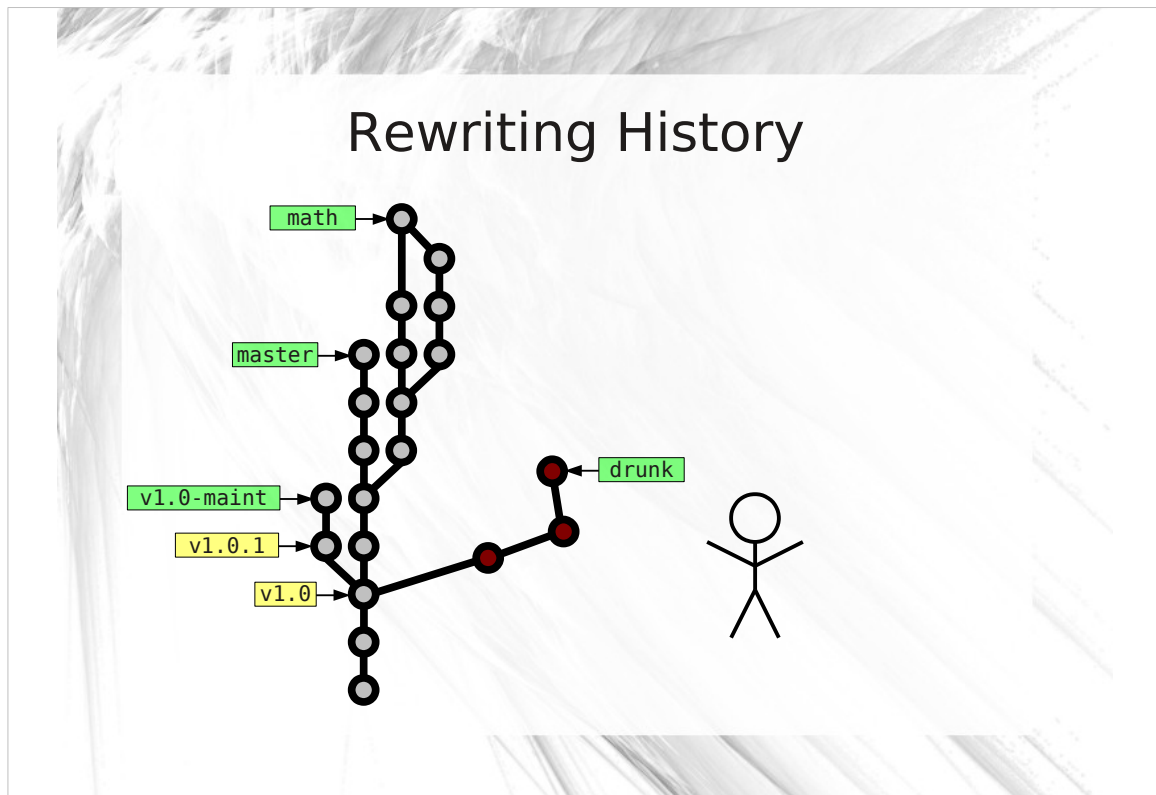 Rewriting History
math
master
drunk
v1.0-maint
v1.0.1
v1.0